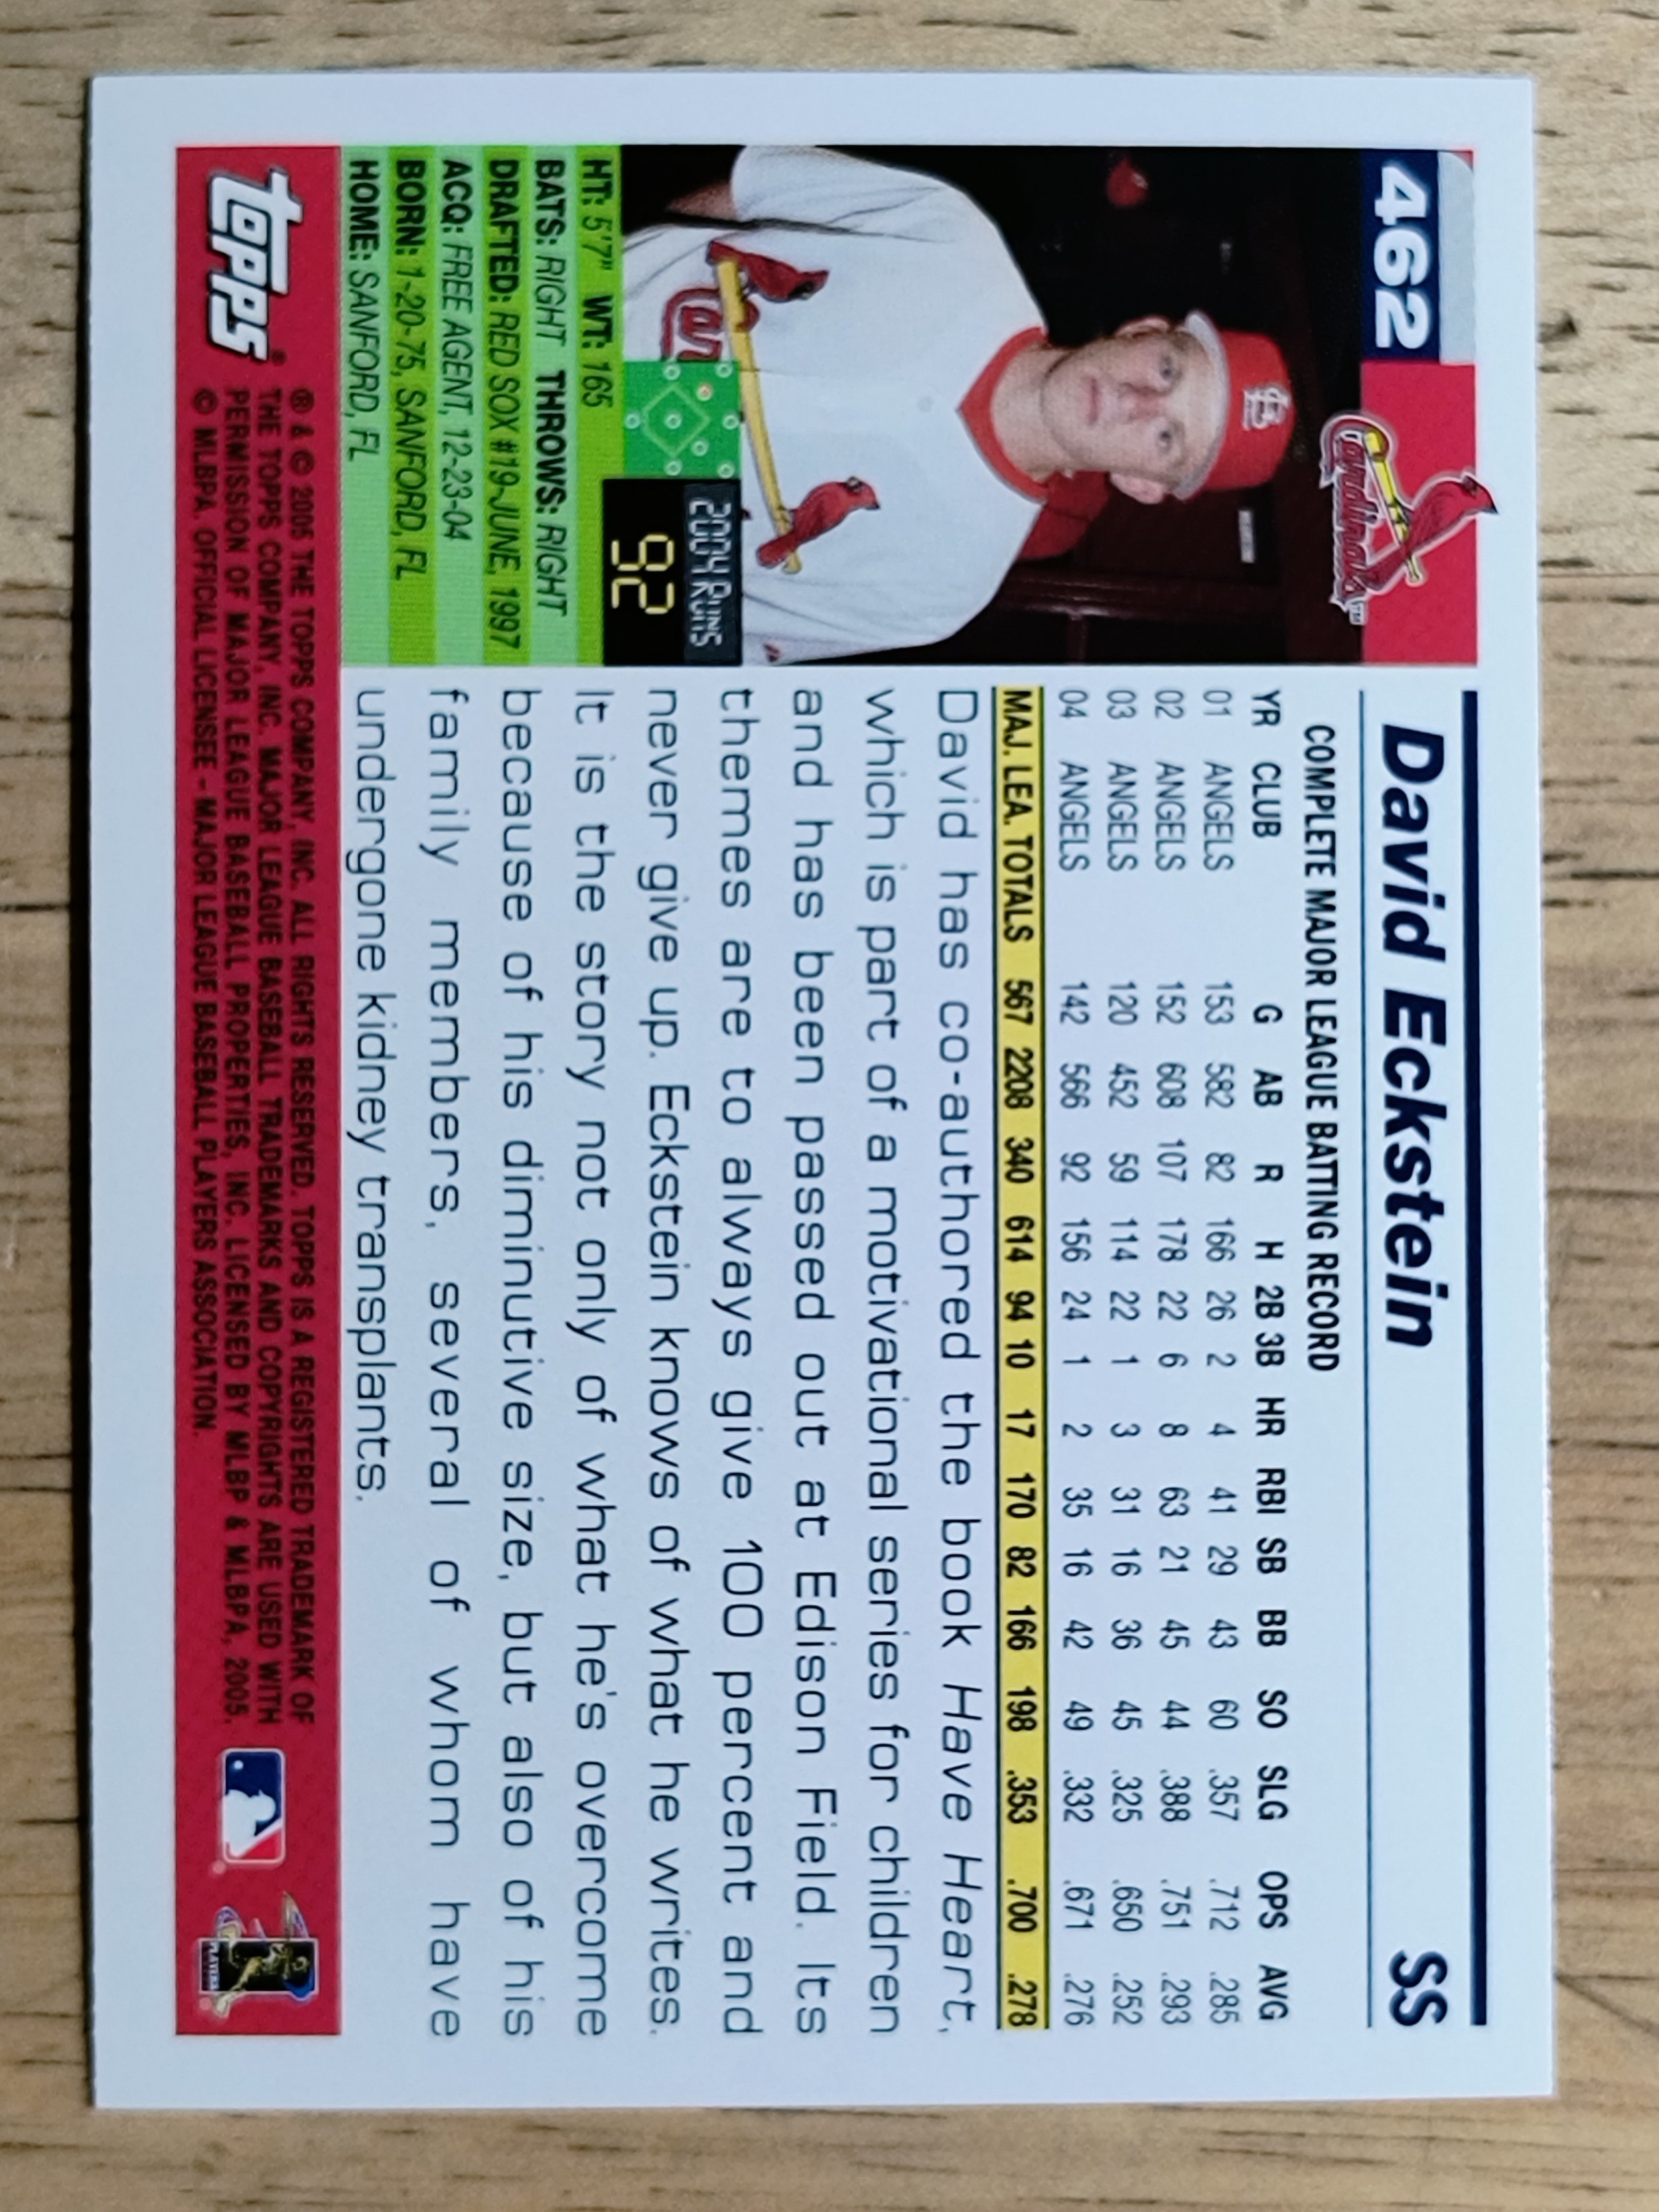 462
Cardinals™
David Eckstein SS
COMPLETE MAJOR LEAGUE BATTING RECORD
YR CLUB G AB R H 2B 3B HR RBI SB BB SO SLG OPS AVG
01 ANGELS 153 582 82 166 26 2 4 41 29 43 60 .357 .712 .285
02 ANGELS 152 608 107 178 22 6 8 63 21 45 44 .388 .751 .293
03 ANGELS 120 452 59 114 22 1 3 31 16 36 45 .325 .650 .252
04 ANGELS 142 566 92 156 24 1 2 35 16 42 49 .332 .671 .276
MAJ. LEA. TOTALS 567 2208 340 614 94 10 17 170 82 166 198 .353 .700 .278
David has co-authored the book Have Heart,
which is part of a motivational series for children
and has been passed out at Edison Field. Its
themes are to always give 100 percent and
never give up. Eckstein knows of what he writes.
It is the story not only of what he's overcome
because of his diminutive size, but also of his
family members, several of whom have
undergone kidney transplants.
2004 RUNS
92
HT: 5'7" WT: 165
BATS: RIGHT THROWS: RIGHT
DRAFTED: RED SOX #19-JUNE, 1997
ACQ: FREE AGENT, 12-23-04
BORN: 1-20-75, SANFORD, FL
HOME: SANFORD, FL
TOPPS®
® & © 2005 THE TOPPS COMPANY, INC. ALL RIGHTS RESERVED. TOPPS IS A REGISTERED TRADEMARK OF
THE TOPPS COMPANY, INC. MAJOR LEAGUE BASEBALL TRADEMARKS AND COPYRIGHTS ARE USED WITH
PERMISSION OF MAJOR LEAGUE BASEBALL PROPERTIES, INC. LICENSED BY MLBP & MLBPA, 2005.
© MLBPA OFFICIAL LICENSEE - MAJOR LEAGUE BASEBALL PLAYERS ASSOCIATION.